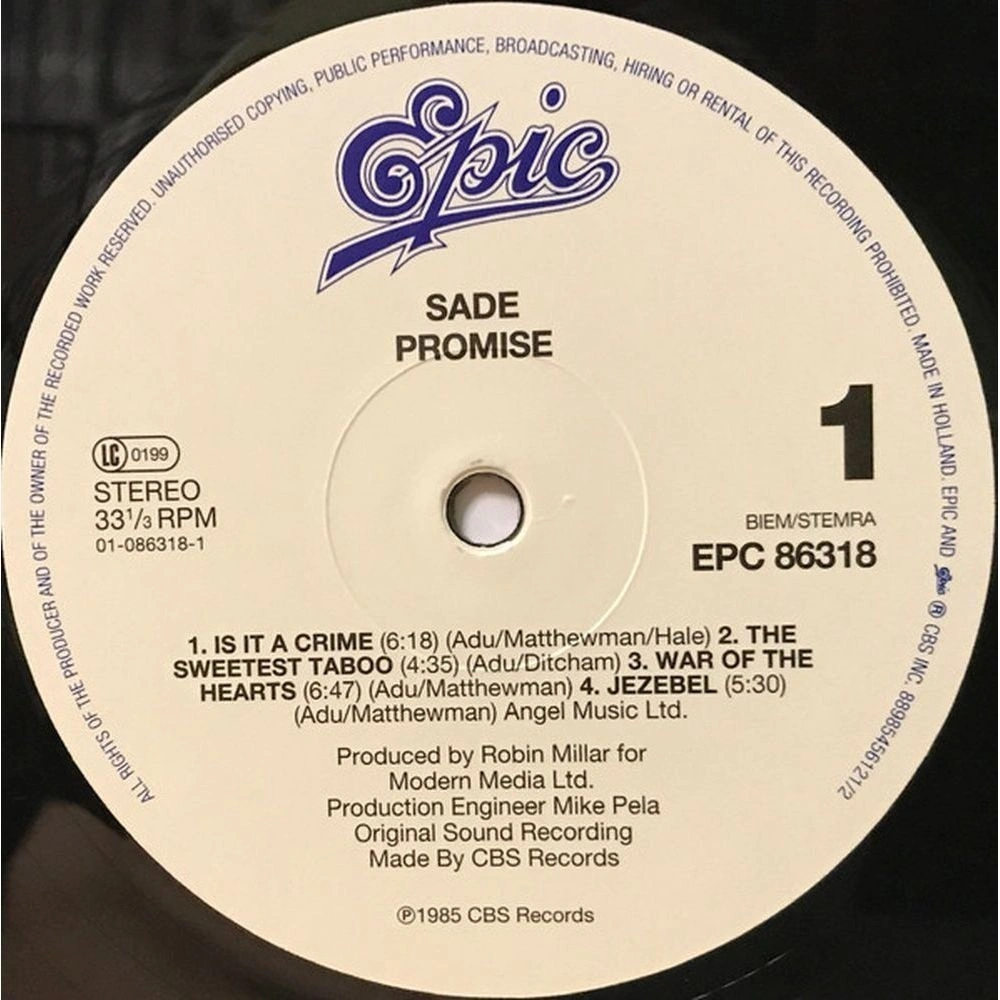 ALL RIGHTS OF THE PRODUCER AND OF THE OWNER OF THE RECORDED WORK RESERVED. UNAUTHORISED COPYING, PUBLIC PERFORMANCE, BROADCASTING, HIRING OR RENTAL OF THIS RECORDING PROHIBITED. MADE IN HOLLAND. EPIC AND Epic ® CBS INC. 88985456121/2
Epic
SADE
PROMISE
1
LC 0199
STEREO
33⅓ RPM
01-086318-1
BIEM/STEMRA
EPC 86318
1. IS IT A CRIME (6:18) (Adu/Matthewman/Hale) 2. THE
SWEETEST TABOO (4:35) (Adu/Ditcham) 3. WAR OF THE
HEARTS (6:47) (Adu/Matthewman) 4. JEZEBEL (5:30)
(Adu/Matthewman) Angel Music Ltd.
Produced by Robin Millar for
Modern Media Ltd.
Production Engineer Mike Pela
Original Sound Recording
Made By CBS Records
℗1985 CBS Records